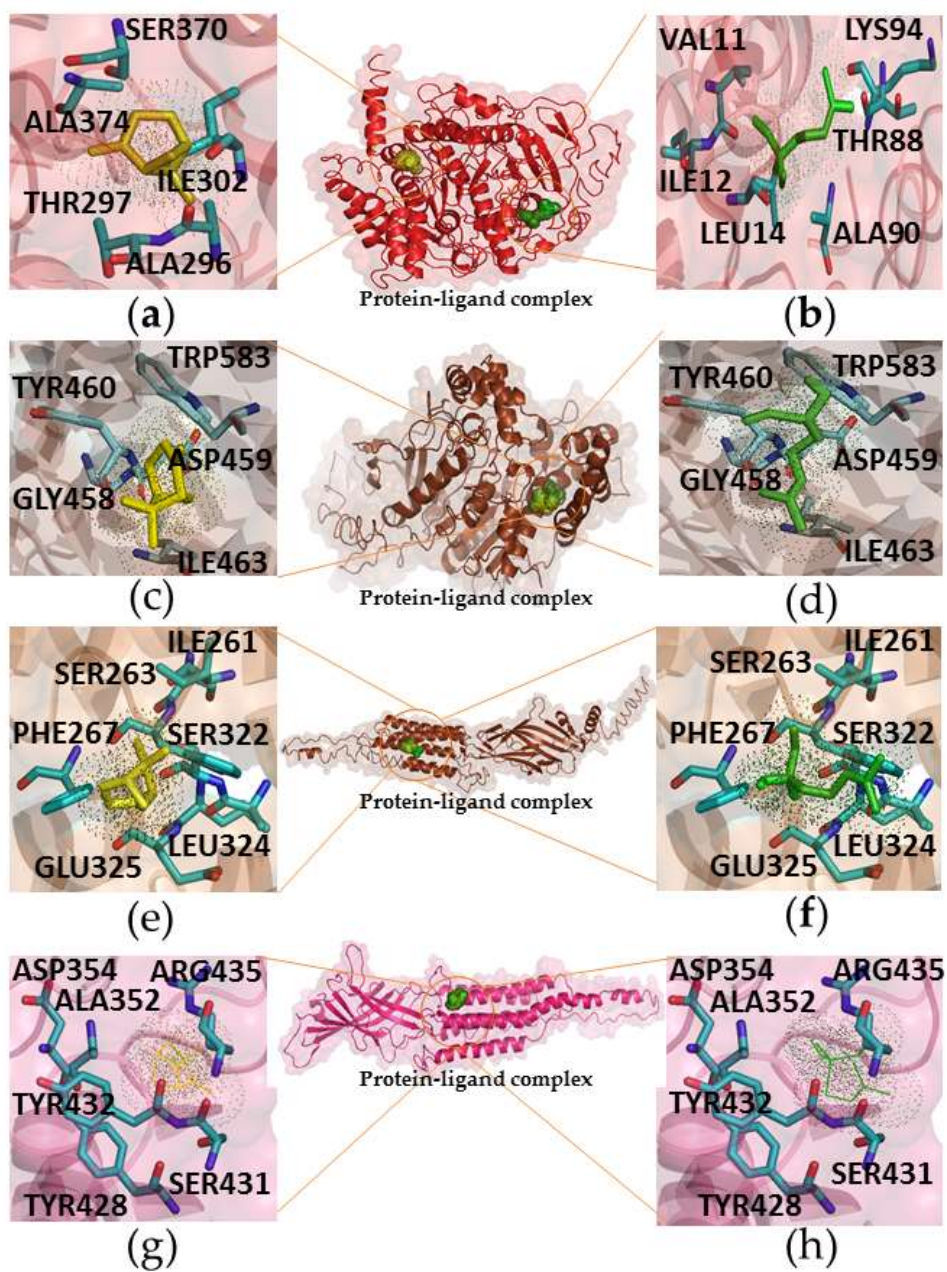 SER370
ALA374
ILE302
THR297
ALA296
(a)
Protein-ligand complex
VAL11
LYS94
THR88
ILE12
LEU14
ALA90
(b)
TRP583
TYR460
ASP459
GLY458
ILE463
(c)
Protein-ligand complex
TRP583
TYR460
ASP459
GLY458
ILE463
(d)
ILE261
SER263
PHE267
SER322
LEU324
GLU325
(e)
Protein-ligand complex
ILE261
SER263
PHE267
SER322
LEU324
GLU325
(f)
ASP354
ARG435
ALA352
TYR432
SER431
TYR428
(g)
Protein-ligand complex
ASP354
ARG435
ALA352
TYR432
SER431
TYR428
(h)